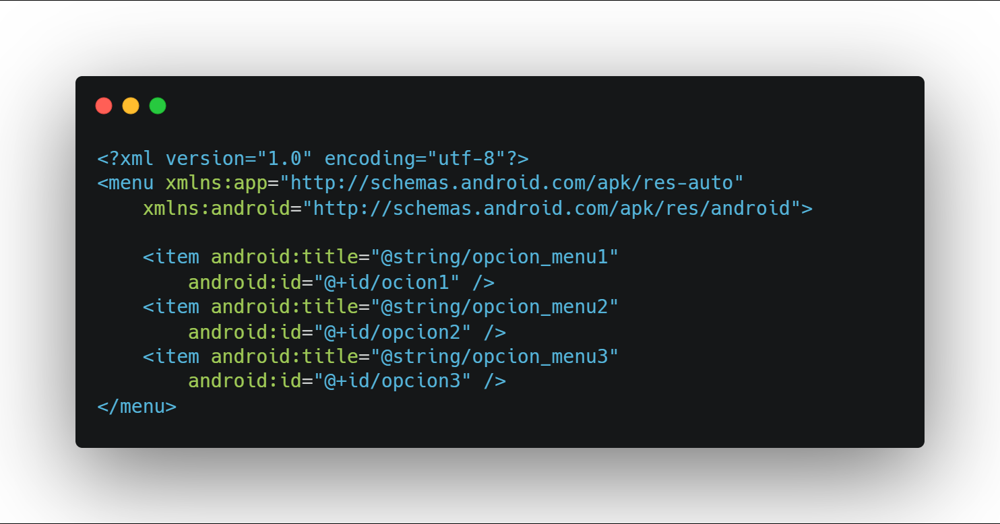 <?xml version="1.0" encoding="utf-8"?>
<menu xmlns:app="http://schemas.android.com/apk/res-auto"
    xmlns:android="http://schemas.android.com/apk/res/android">

    <item android:title="@string/opcion_menu1"
        android:id="@+id/ocion1" />
    <item android:title="@string/opcion_menu2"
        android:id="@+id/opcion2" />
    <item android:title="@string/opcion_menu3"
        android:id="@+id/opcion3" />
</menu>